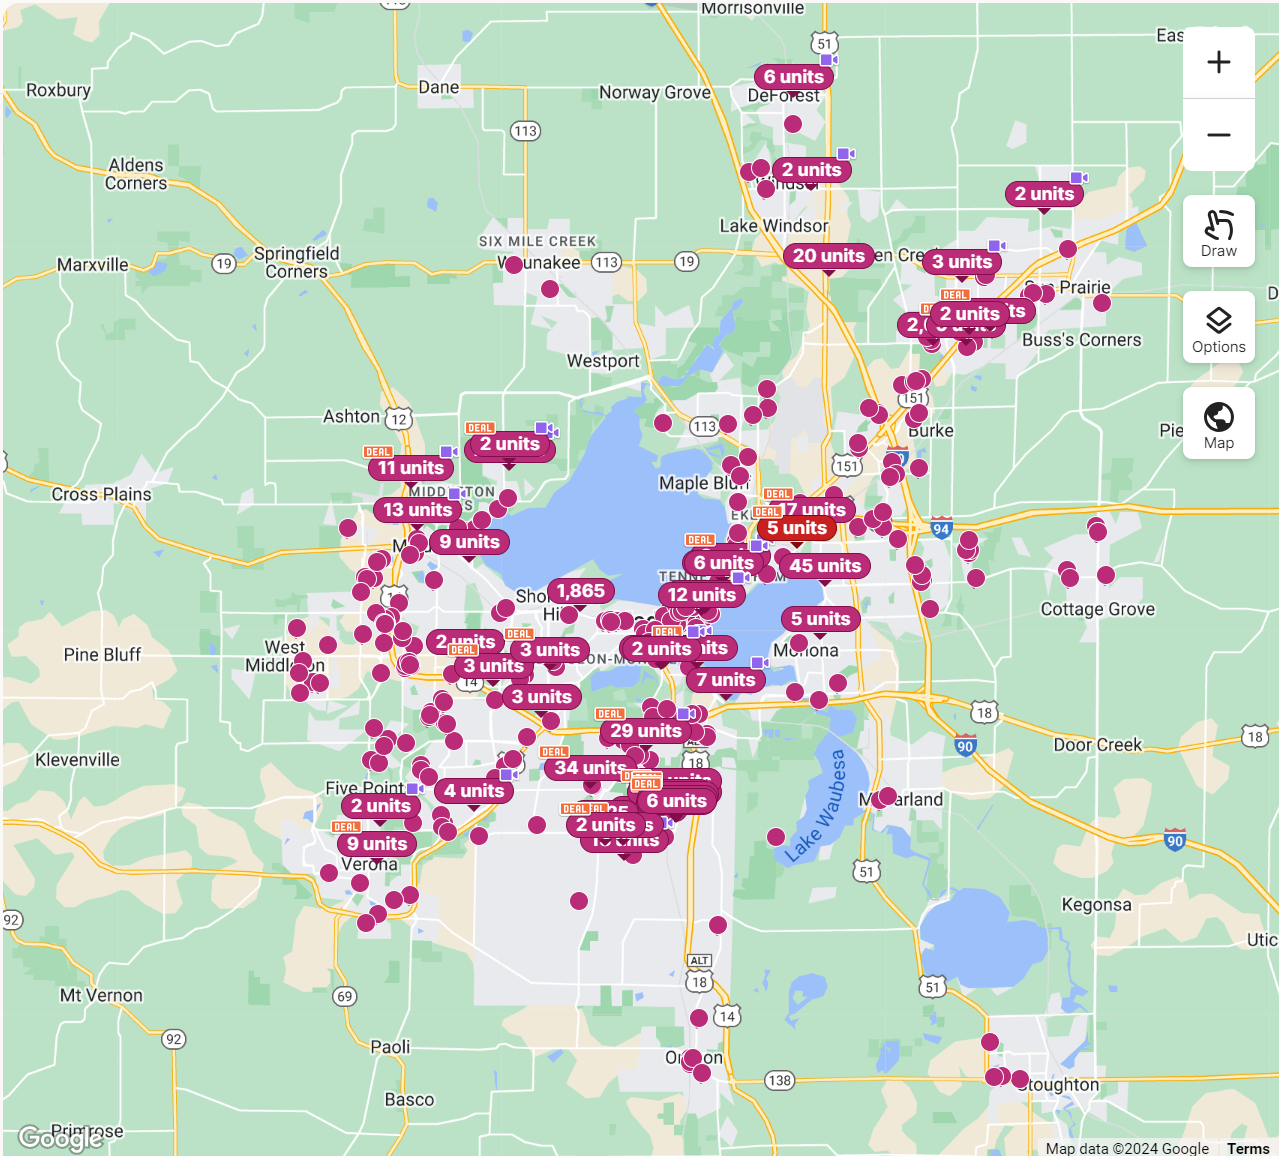 Morrisonville
51
Eas
6 units
DeForest
Roxbury
Dane
Norway Grove
113
Aldens
Corners
2 units
Windsor
2 units
Lake Windsor
SIX MILE CREEK
Draw
Marxville
19
Springfield
Corners
Waunakee
113
19
20 units
en Cree
3 units
Sun Prairie
DEAL
2 units
Options
Buss's Corners
Westport
151
Ashton
12
113
Burke
Map
DEAL
2 units
DEAL
11 units
151
Cross Plains
Maple Bluff
13 units
DEAL
17 units
DEAL
5 units
94
9 units
DEAL
6 units
45 units
1,865
12 units
Cottage Grove
5 units
Pine Bluff
West
Middleton
2 units
DEAL
3 units
DEAL
3 units
DEAL
2 units
Monona
14
7 units
3 units
18
DEAL
29 units
90
Door Creek
18
Klevenville
DEAL
34 units
18
Five Point
4 units
2 units
DEAL
6 units
McFarland
Lake Waubesa
DEAL
2 units
DEAL
9 units
Verona
90
51
92
Kegonsa
Utic
ALT
18
51
Mt Vernon
69
14
92
Paoli
Oregon
138
Stoughton
Basco
Primrose
Google
Map data ©2024 Google
Terms